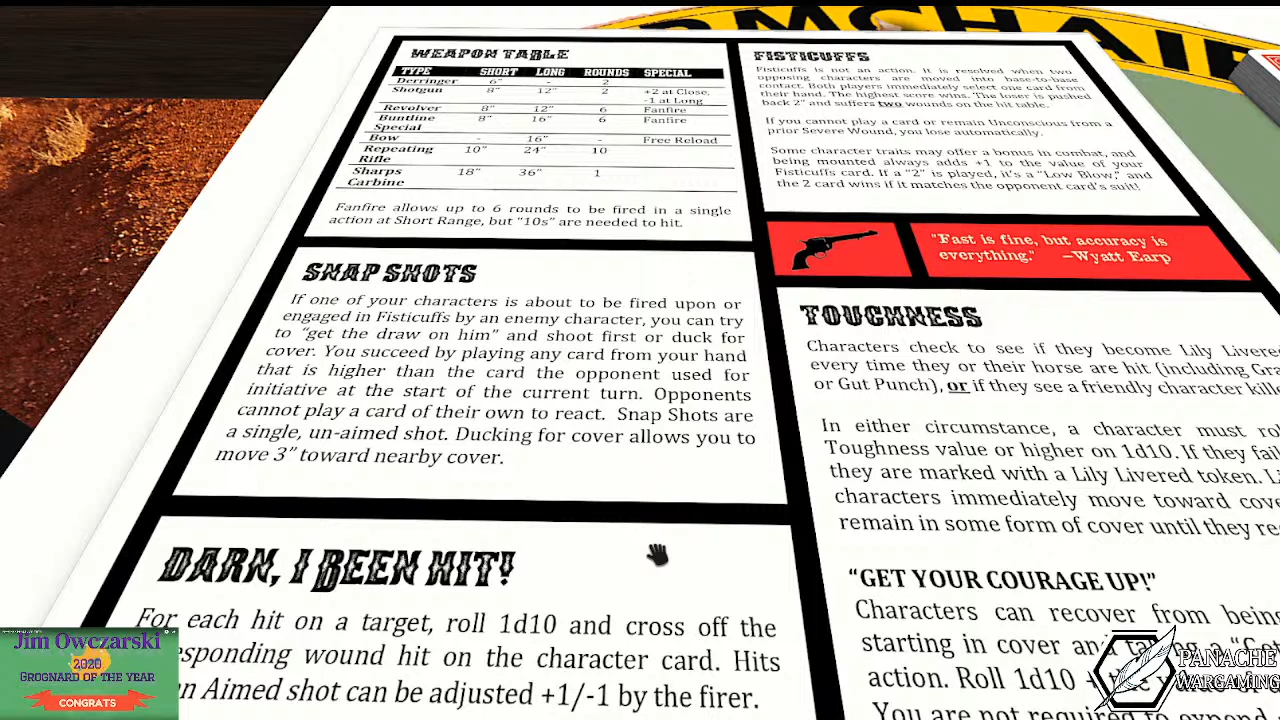 RMCHAIR
WEAPON TABLE
TYPE SHORT LONG ROUNDS SPECIAL
Derringer 6" - 2
Shotgun 8" 12" 2 +2 at Close,
-1 at Long
Revolver 8" 12" 6 Fanfire
Buntline 8" 16" 6 Fanfire
Special
Bow - 16" - Free Reload
Repeating 10" 24" 10
Rifle
Sharps 18" 36" 1
Carbine
Fanfire allows up to 6 rounds to be fired in a single
action at Short Range, but "10s" are needed to hit.
SNAP SHOTS
If one of your characters is about to be fired upon or
engaged in Fisticuffs by an enemy character, you can try
to "get the draw on him" and shoot first or duck for
cover. You succeed by playing any card from your hand
that is higher than the card the opponent used for
initiative at the start of the current turn. Opponents
cannot play a card of their own to react. Snap Shots are
a single, un-aimed shot. Ducking for cover allows you to
move 3" toward nearby cover.
DARN, I BEEN HIT!
For each hit on a target, roll 1d10 and cross off the
sponding wound hit on the character card. Hits
n Aimed shot can be adjusted +1/-1 by the firer.
FISTICUFFS
Fisticuffs is not an action. It is resolved when two
opposing characters are moved into base-to-base
contact. Both players immediately select one card from
their hand. The highest score wins. The loser is pushed
back 2" and suffers two wounds on the hit table.
If you cannot play a card or remain Unconscious from a
prior Severe Wound, you lose automatically.
Some character traits may offer a bonus in combat, and
being mounted always adds +1 to the value of your
Fisticuffs card. If a "2" is played, it's a "Low Blow," and
the 2 card wins if it matches the opponent card's suit!
"Fast is fine, but accuracy is
everything." —Wyatt Earp
TOUGHNESS
Characters check to see if they become Lily Livere
every time they or their horse are hit (including Gra
or Gut Punch), or if they see a friendly character kill
In either circumstance, a character must ro
Toughness value or higher on 1d10. If they fai
they are marked with a Lily Livered token. Li
characters immediately move toward cove
remain in some form of cover until they re
"GET YOUR COURAGE UP!"
Characters can recover from being
starting in cover and
action. Roll 1d10 +
You are not required to expend
Jim Owczarski
2020
GROGNARD OF THE YEAR
CONGRATS
PANACHE
WARGAMING